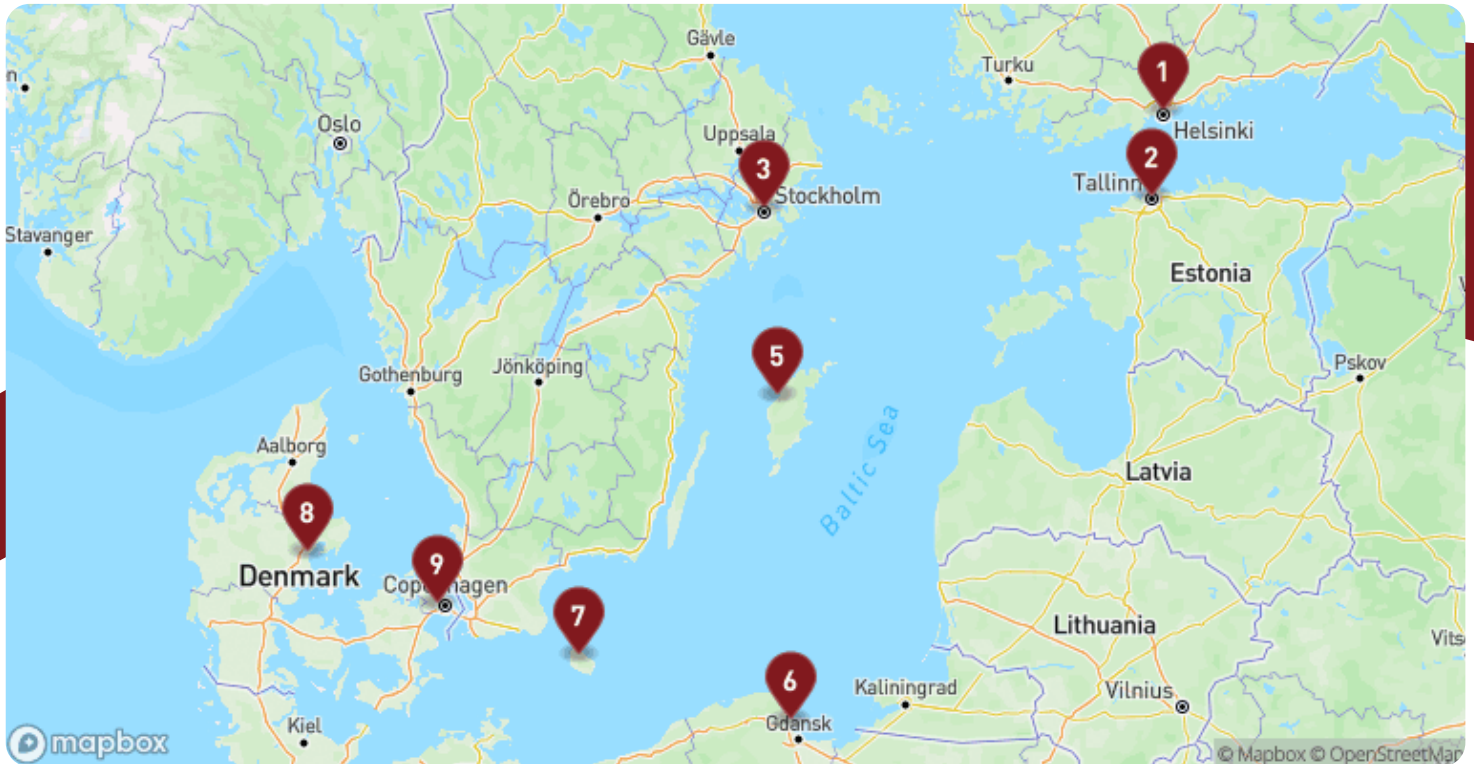 Gävle
Turku
1
n
Helsinki
Oslo
Uppsala
2
3
Tallinn
Stockholm
Örebro
Stavanger
Estonia
5
Gothenburg
Jönköping
Pskov
Baltic Sea
Aalborg
Latvia
8
9
Denmark
Copenhagen
7
Lithuania
Vits
6
Kaliningrad
Vilnius
Kiel
Gdansk
mapbox
© Mapbox © OpenStreetMap